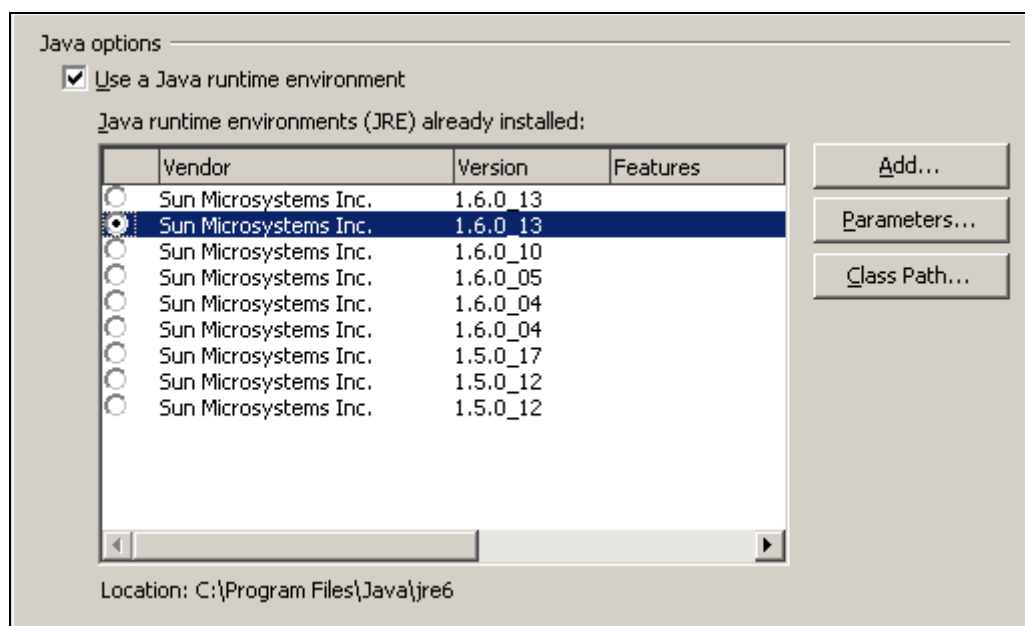 Java options
Use a Java runtime environment
Java runtime environments (JRE) already installed:
Vendor Version Features
Sun Microsystems Inc. 1.6.0_13
Sun Microsystems Inc. 1.6.0_13
Sun Microsystems Inc. 1.6.0_10
Sun Microsystems Inc. 1.6.0_05
Sun Microsystems Inc. 1.6.0_04
Sun Microsystems Inc. 1.6.0_04
Sun Microsystems Inc. 1.5.0_17
Sun Microsystems Inc. 1.5.0_12
Sun Microsystems Inc. 1.5.0_12
Add...
Parameters...
Class Path...
Location: C:\Program Files\Java\jre6